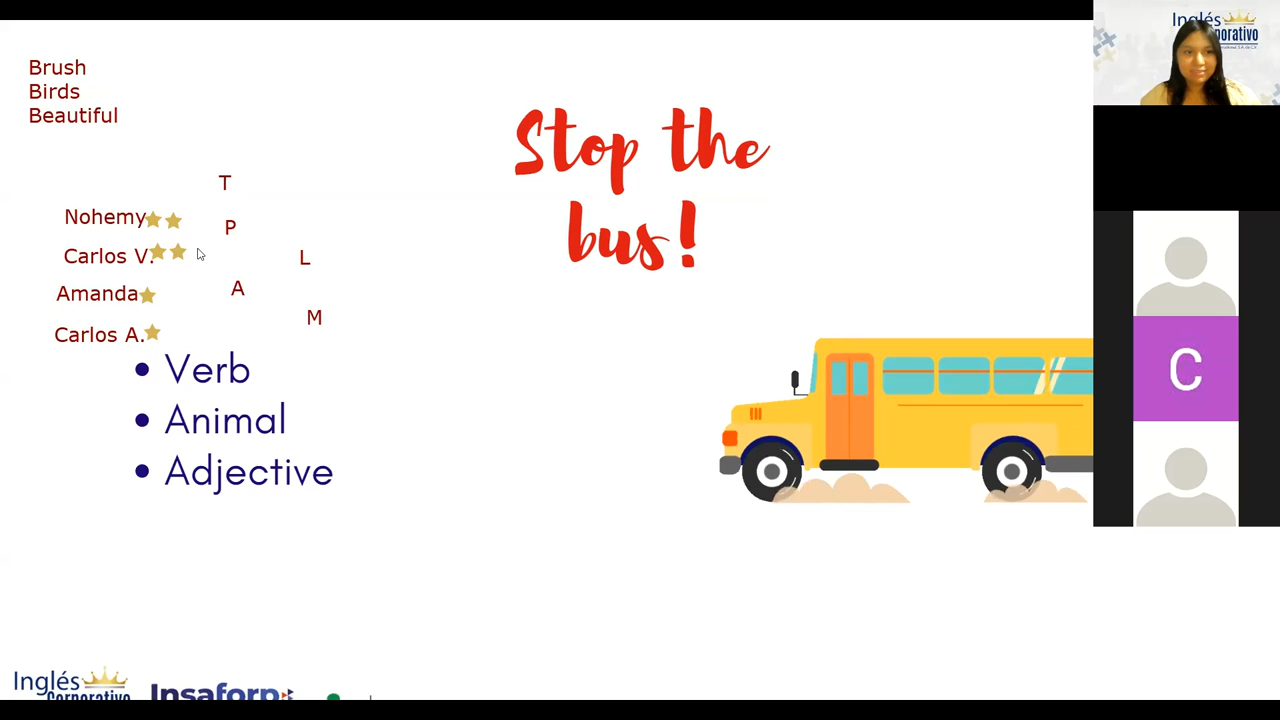 Brush
Birds
Beautiful
Stop the
bus!
T
Nohemy
P
Carlos V.
L
Amanda
A
Carlos A.
M
• Verb
• Animal
• Adjective
Inglés
Corporativo
Insaforp
Inglés
C